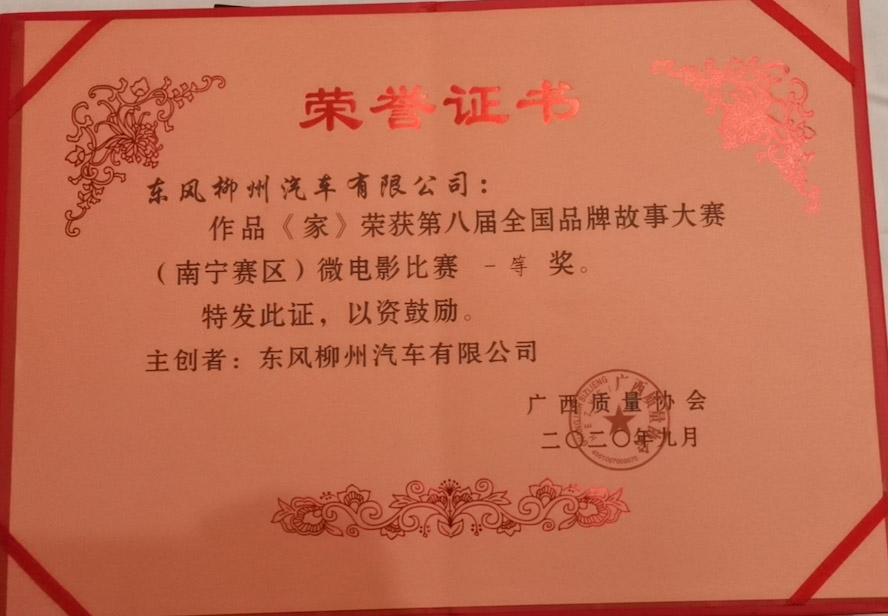 荣誉证书
东风柳州汽车有限公司：
作品《家》荣获第八届全国品牌故事大赛
（南宁赛区）微电影比赛 一等 奖。
特发此证，以资鼓励。
主创者：东风柳州汽车有限公司
广西质量协会
二〇二〇年九月